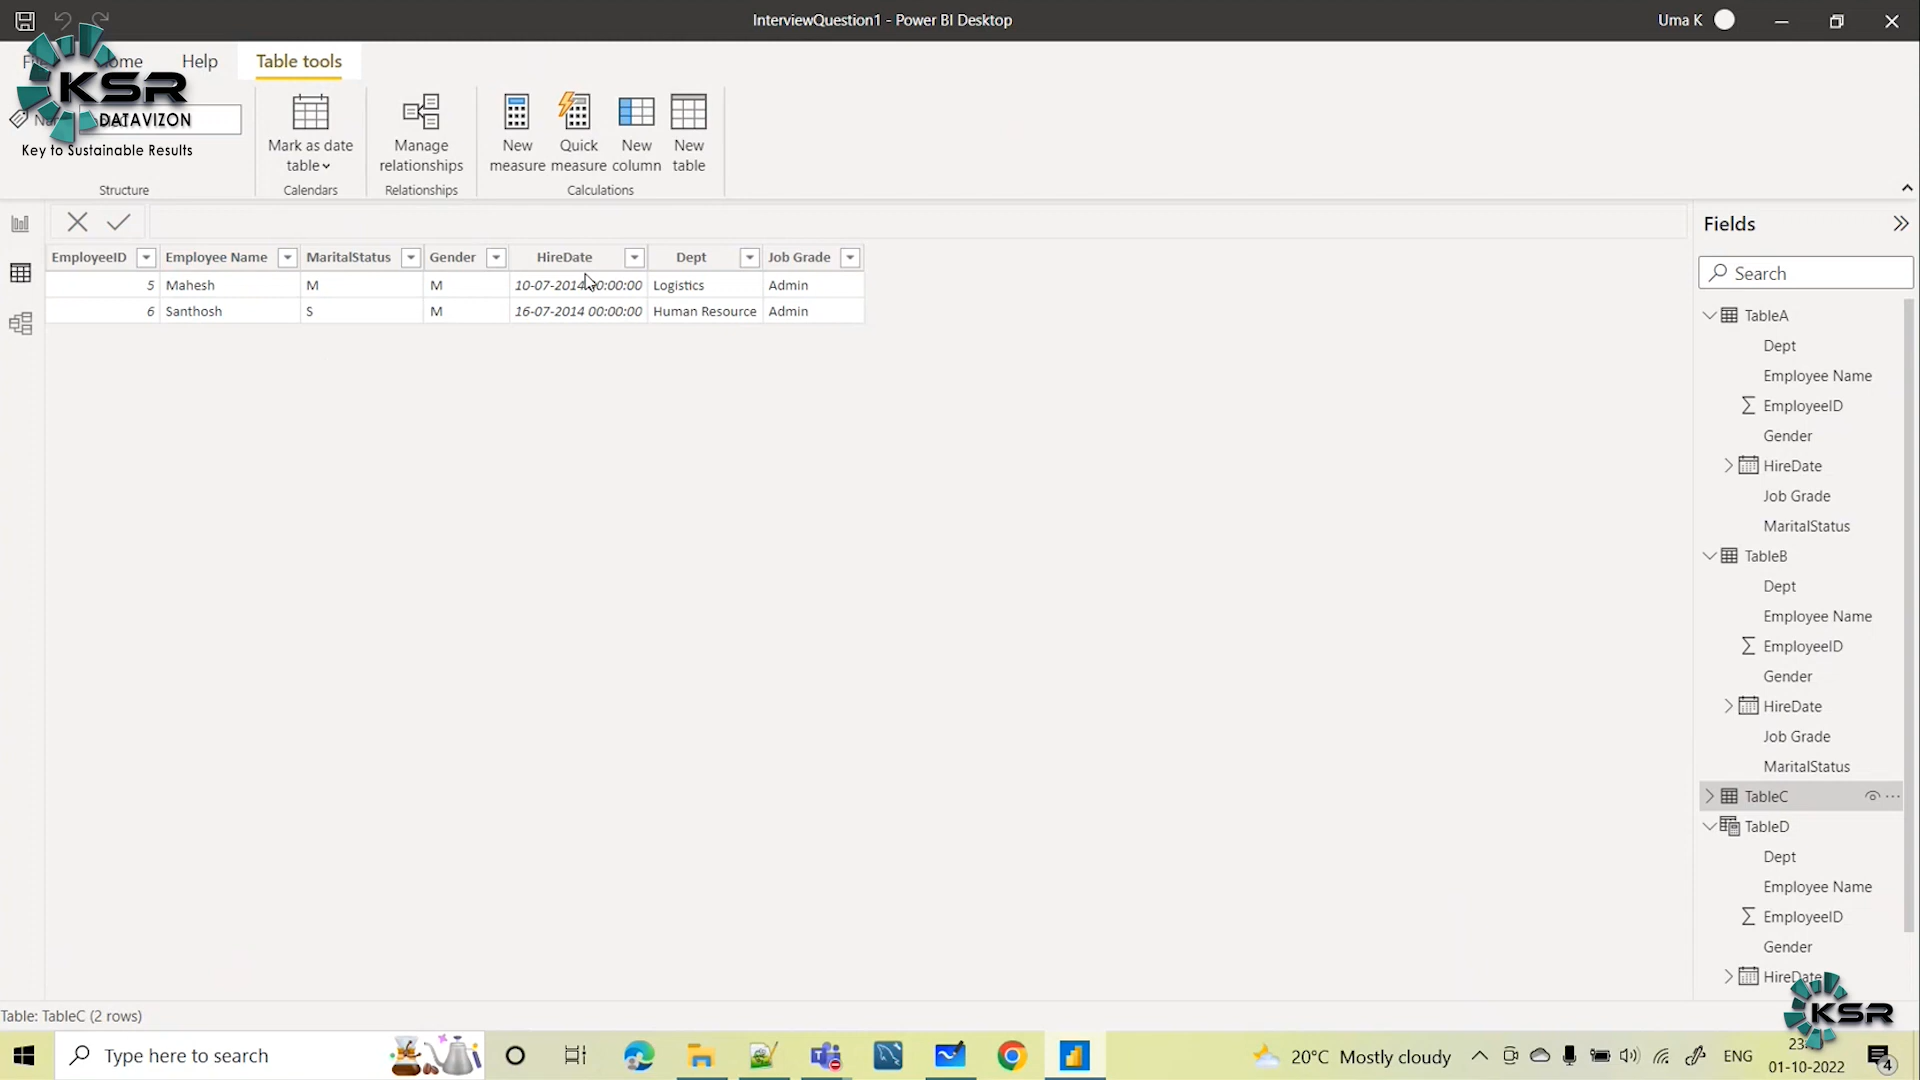 InterviewQuestion1 - Power BI Desktop
Uma K
Help
Table tools
KSR
DATAVIZON
Key to Sustainable Results
Mark as date
table
Manage
relationships
New
measure
Quick
measure
New
column
New
table
Structure
Calendars
Relationships
Calculations
EmployeeID Employee Name MaritalStatus Gender HireDate Dept Job Grade
5 Mahesh M M 10-07-2014 00:00:00 Logistics Admin
6 Santhosh S M 16-07-2014 00:00:00 Human Resource Admin
Fields
Search
TableA
Dept
Employee Name
EmployeeID
Gender
HireDate
Job Grade
MaritalStatus
TableB
Dept
Employee Name
EmployeeID
Gender
HireDate
Job Grade
MaritalStatus
TableC
TableD
Dept
Employee Name
EmployeeID
Gender
HireDate
KSR
Table: TableC (2 rows)
Type here to search
20°C Mostly cloudy
ENG
01-10-2022
4